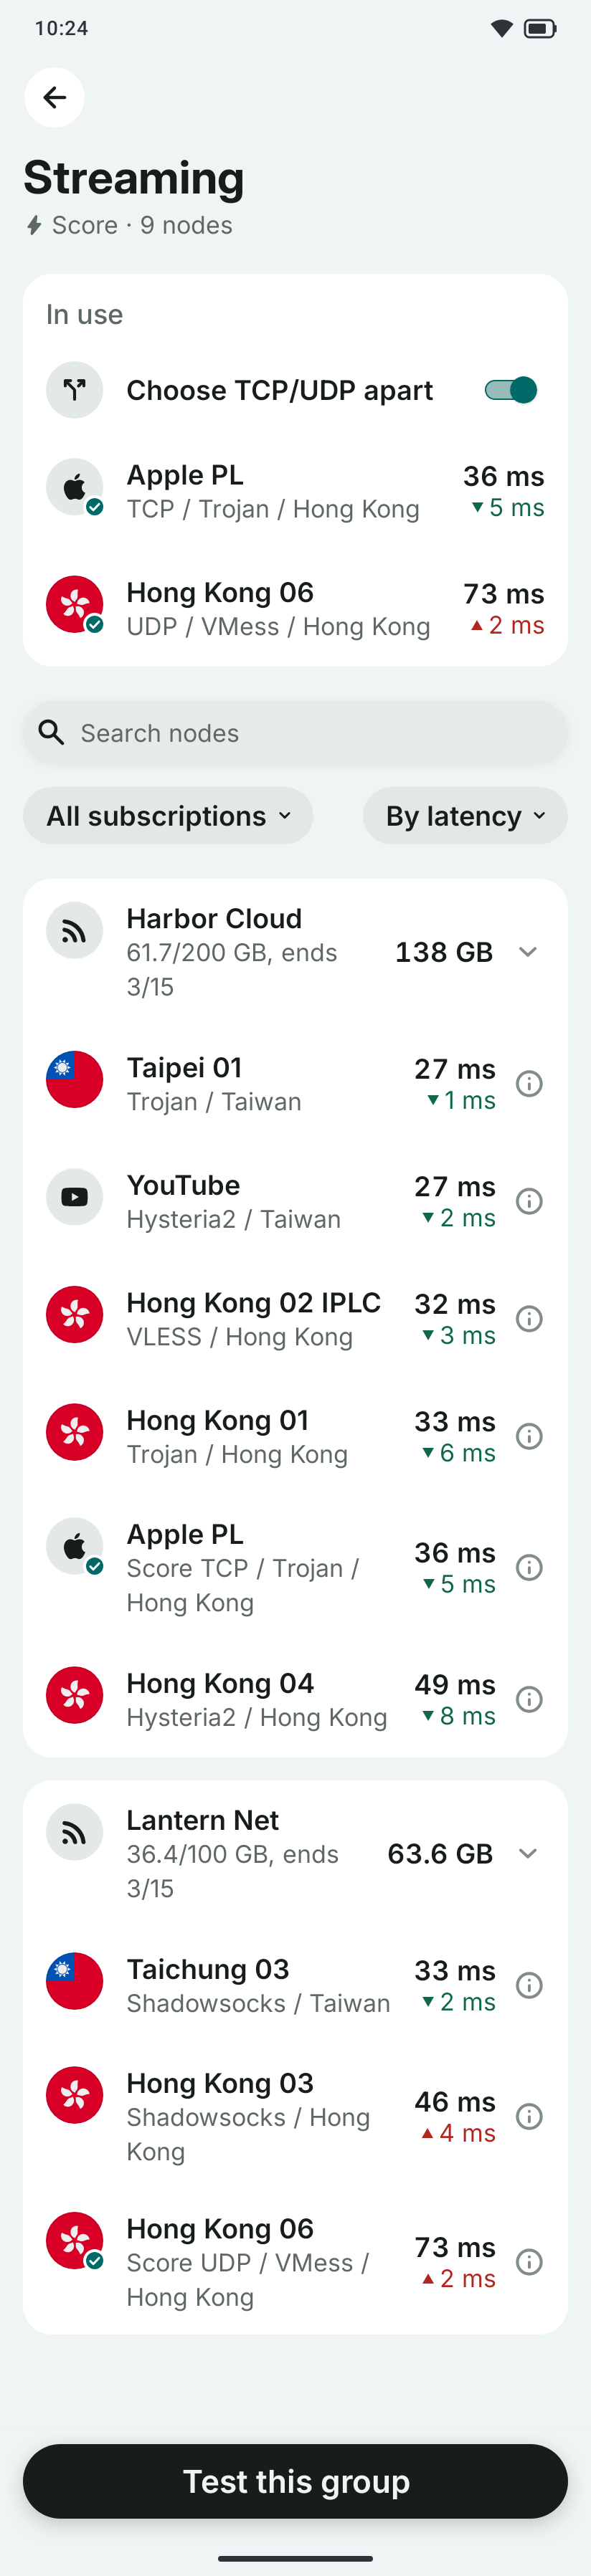 10:24
Streaming
Score · 9 nodes
In use
Choose TCP/UDP apart
Apple PL
36 ms
TCP / Trojan / Hong Kong
▼ 5 ms
Hong Kong 06
73 ms
UDP / VMess / Hong Kong
▲ 2 ms
Search nodes
All subscriptions
By latency
Harbor Cloud
61.7/200 GB, ends
3/15
138 GB
Taipei 01
27 ms
Trojan / Taiwan
▼ 1 ms
YouTube
27 ms
Hysteria2 / Taiwan
▼ 2 ms
Hong Kong 02 IPLC
32 ms
VLESS / Hong Kong
▼ 3 ms
Hong Kong 01
33 ms
Trojan / Hong Kong
▼ 6 ms
Apple PL
Score TCP / Trojan /
Hong Kong
36 ms
▼ 5 ms
Hong Kong 04
49 ms
Hysteria2 / Hong Kong
▼ 8 ms
Lantern Net
36.4/100 GB, ends
3/15
63.6 GB
Taichung 03
33 ms
Shadowsocks / Taiwan
▼ 2 ms
Hong Kong 03
Shadowsocks / Hong
Kong
46 ms
▲ 4 ms
Hong Kong 06
Score UDP / VMess /
Hong Kong
73 ms
▲ 2 ms
Test this group